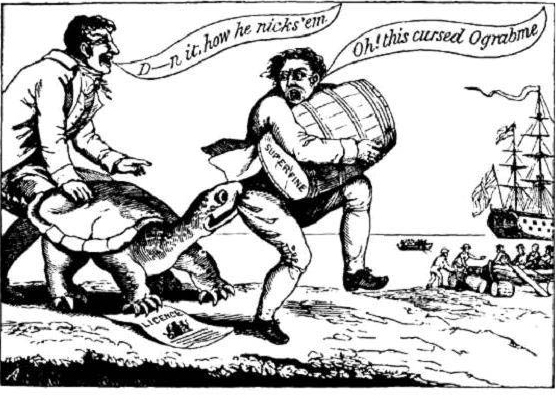 D—n it, how he nicks'em
Oh! this cursed Ograbme
SUPERFINE
LICENCE